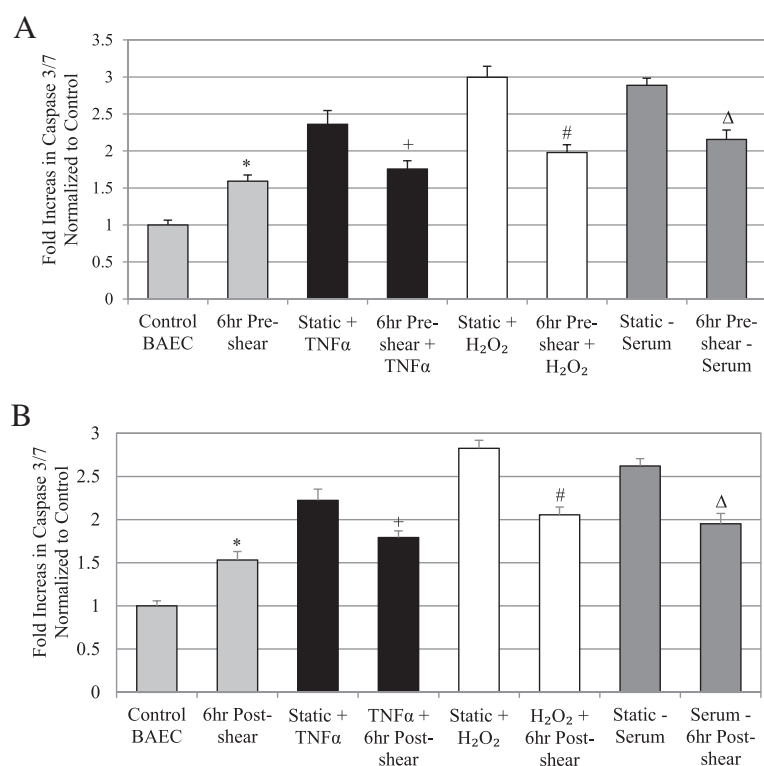 A
Fold Increas in Caspase 3/7
Normalized to Control
3.5
3
2.5
2
1.5
1
0.5
0
*
+
#
Δ
Control
BAEC
6hr Pre-
shear
Static +
TNFα
6hr Pre-
shear +
TNFα
Static +
H₂O₂
6hr Pre-
shear + H₂O₂
Static -
Serum
6hr Pre-
shear -
Serum
B
Fold Increas in Caspase 3/7
Normalized to Control
3
2.5
2
1.5
1
0.5
0
*
+
#
Δ
Control
BAEC
6hr Post-
shear
Static +
TNFα
TNFα +
6hr Post-
shear
Static +
H₂O₂
H₂O₂ +
6hr Post-
shear
Static -
Serum
Serum -
6hr Post-
shear